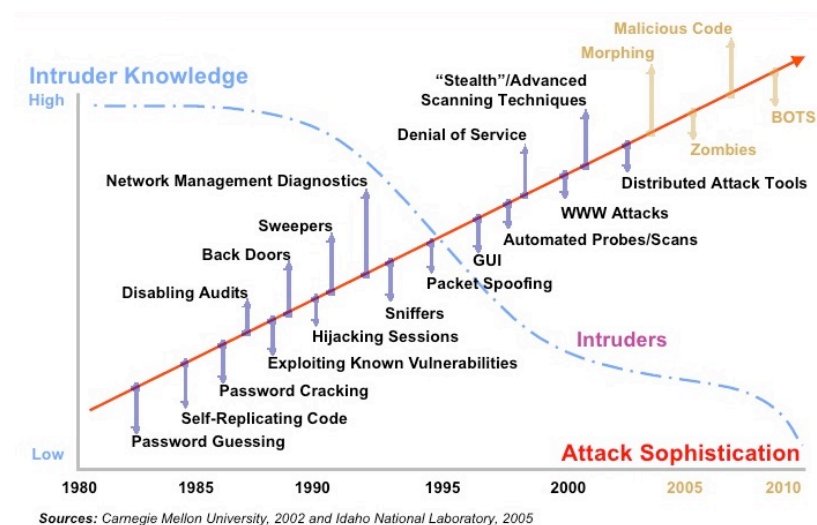 Malicious Code
Morphing
Intruder Knowledge
High
“Stealth”/Advanced
Scanning Techniques
BOTS
Denial of Service
Zombies
Network Management Diagnostics
Distributed Attack Tools
WWW Attacks
Sweepers
Automated Probes/Scans
Back Doors
GUI
Packet Spoofing
Disabling Audits
Sniffers
Hijacking Sessions
Intruders
Exploiting Known Vulnerabilities
Password Cracking
Self-Replicating Code
Password Guessing
Low
Attack Sophistication
1980 1985 1990 1995 2000 2005 2010
Sources: Carnegie Mellon University, 2002 and Idaho National Laboratory, 2005